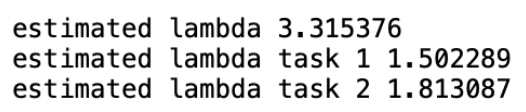 estimated lambda 3.315376
estimated lambda task 1 1.502289
estimated lambda task 2 1.813087